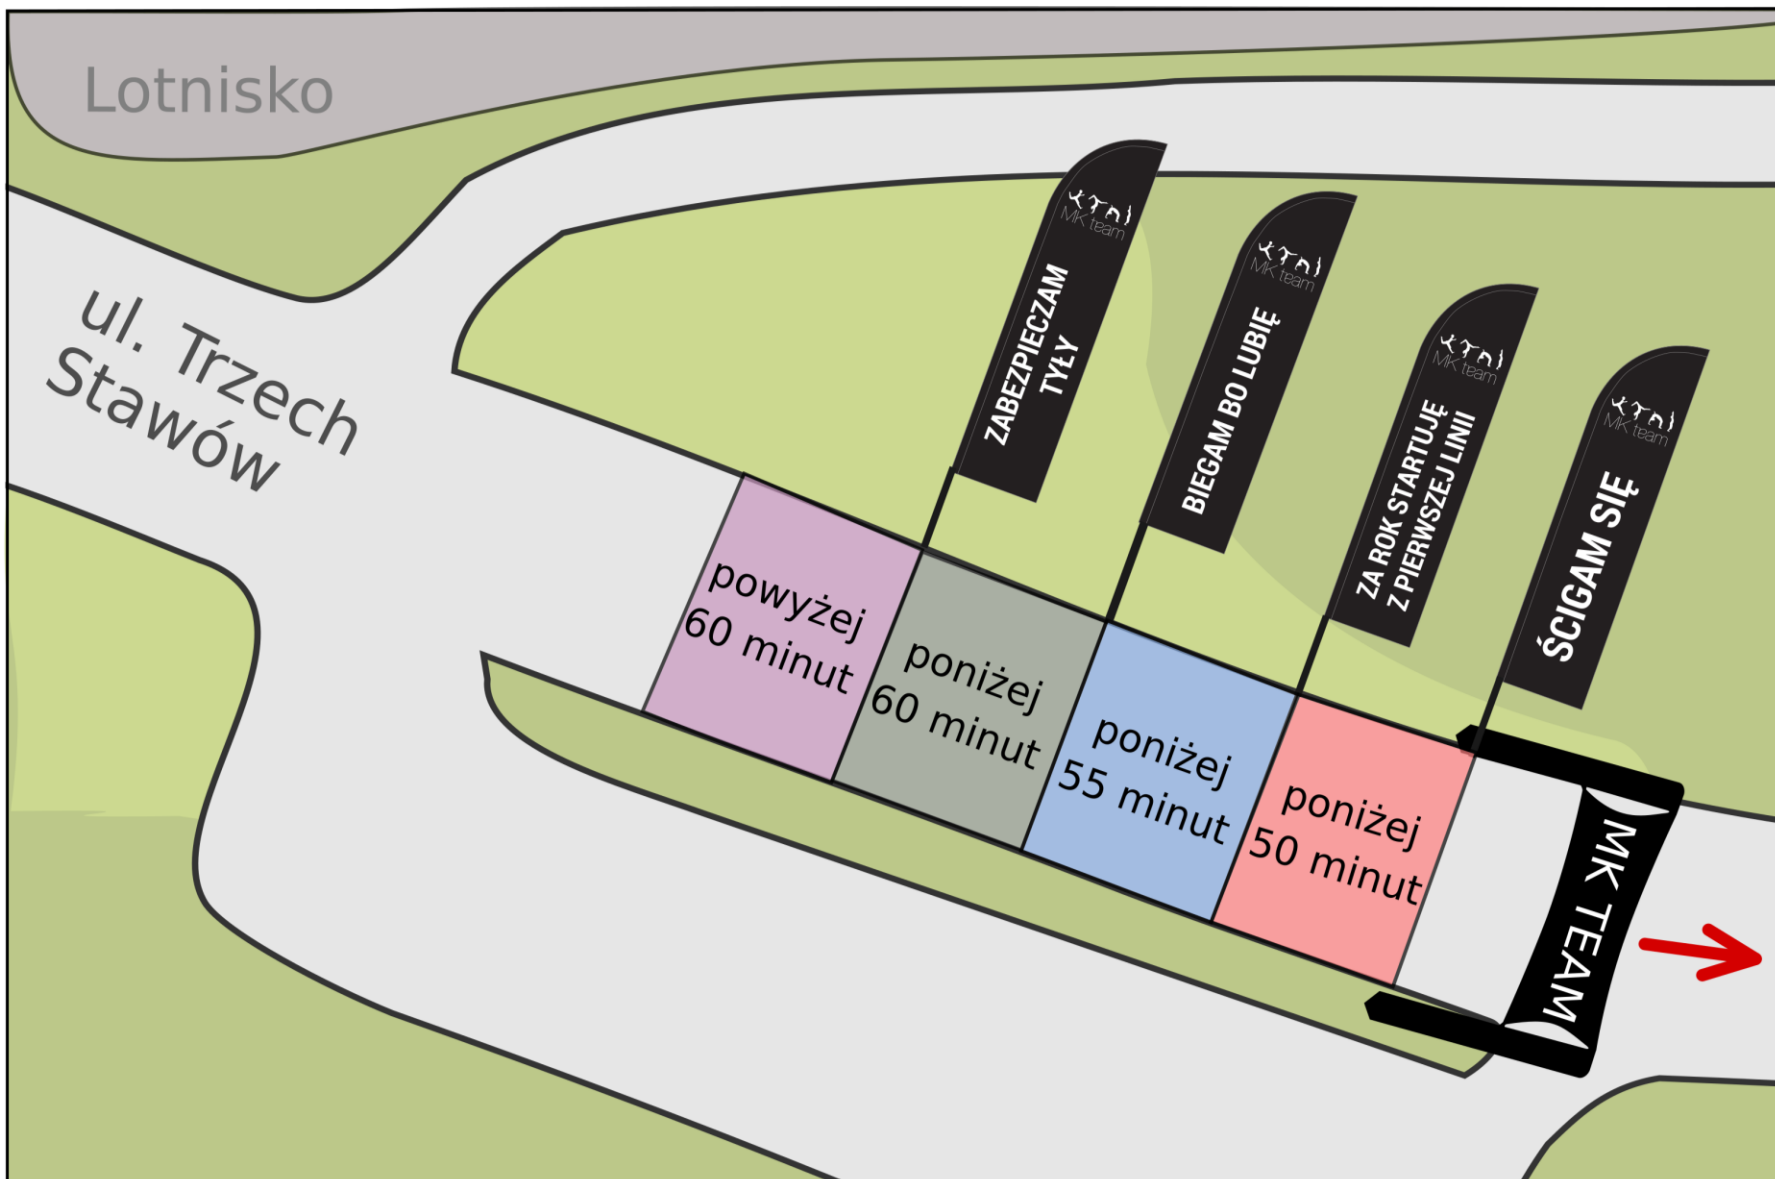 Lotnisko
ul. Trzech
Stawów
MK team
ZABEZPIECZAM
TYŁY
MK team
BIEGAM BO LUBIĘ
MK team
ZA ROK STARTUJĘ
Z PIERWSZEJ LINII
MK team
ŚCIGAM SIĘ
powyżej
60 minut
poniżej
60 minut
poniżej
55 minut
poniżej
50 minut
MK TEAM